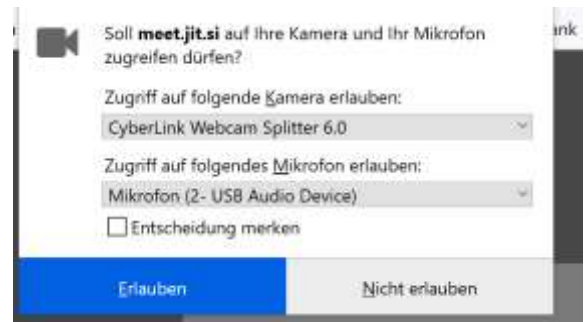 Soll meet.jit.si auf Ihre Kamera und Ihr Mikrofon
zugreifen dürfen?
Zugriff auf folgende Kamera erlauben:
CyberLink Webcam Splitter 6.0
Zugriff auf folgendes Mikrofon erlauben:
Mikrofon (2- USB Audio Device)
Entscheidung merken
Erlauben
Nicht erlauben